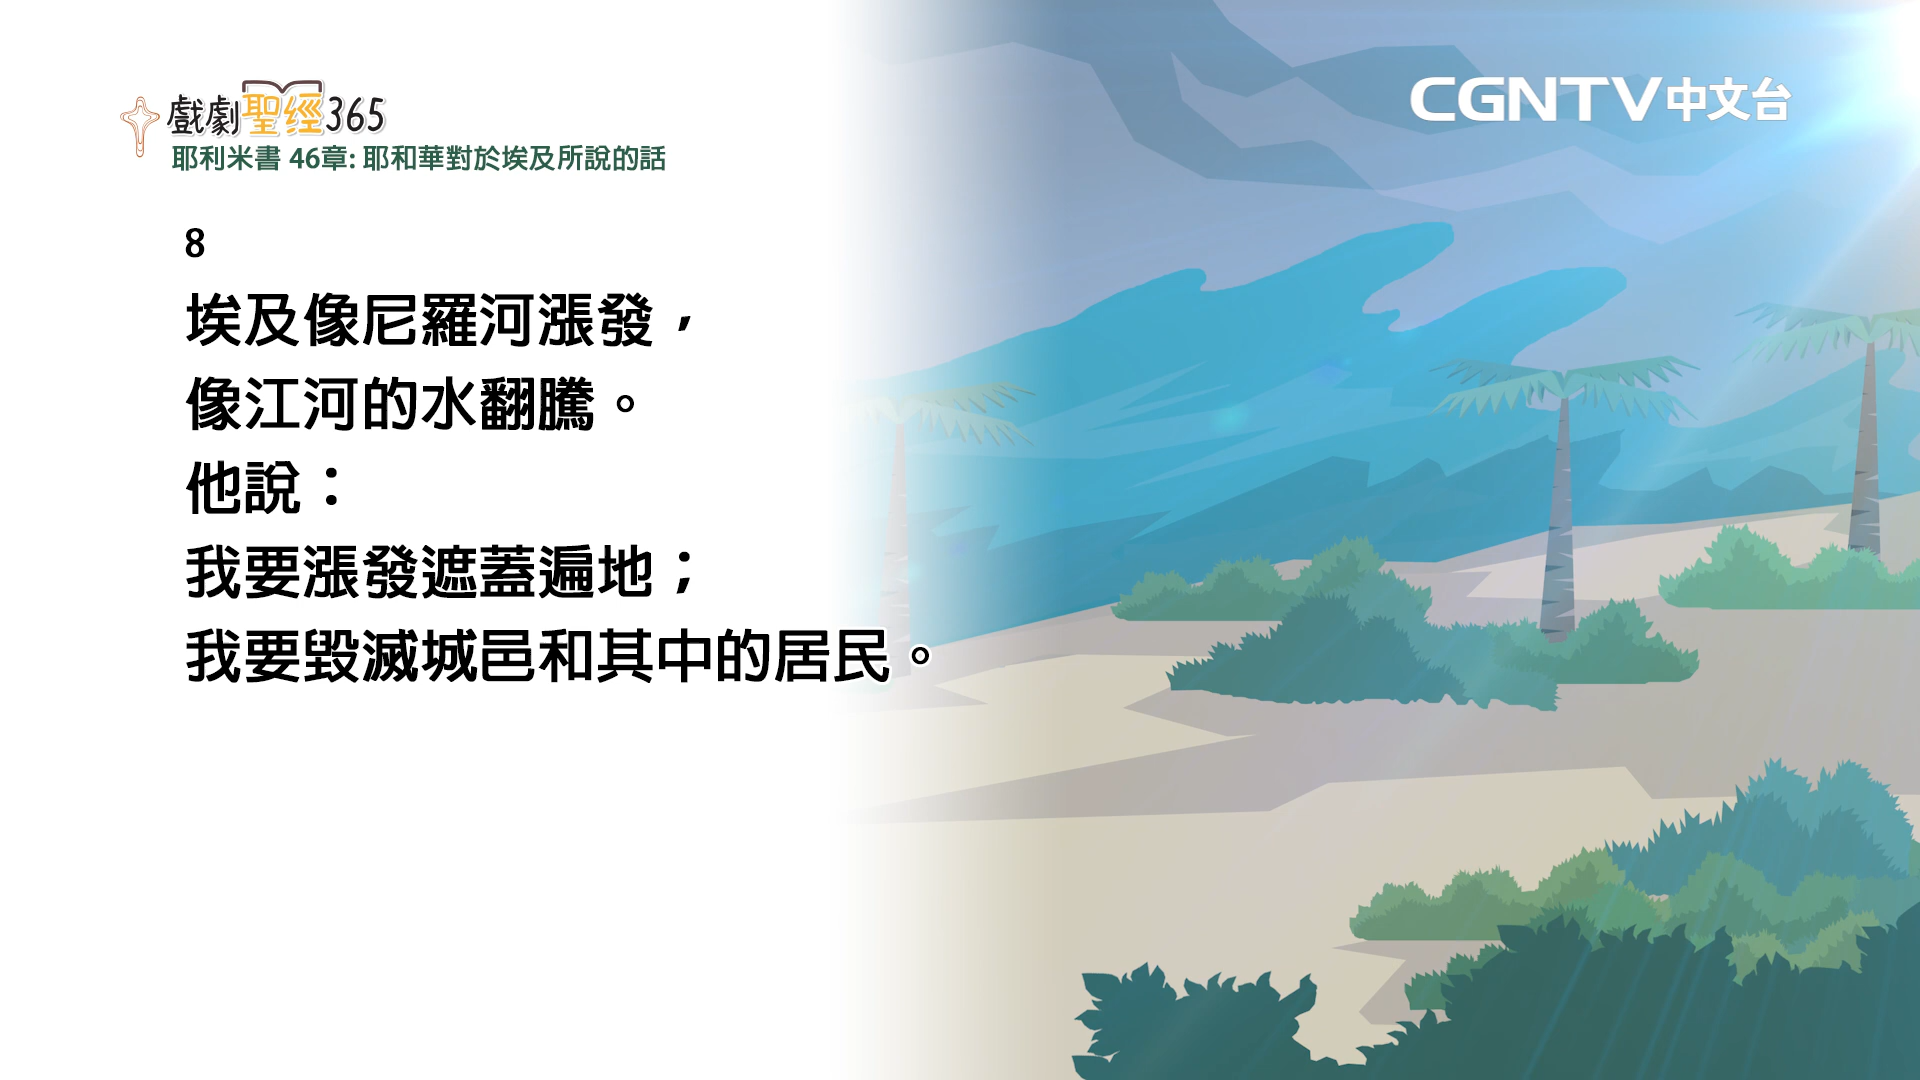 戲劇聖經365
CGNTV中文台
耶利米書 46章: 耶和華對於埃及所說的話
8
埃及像尼羅河漲發，
像江河的水翻騰。
他說：
我要漲發遮蓋遍地；
我要毀滅城邑和其中的居民。